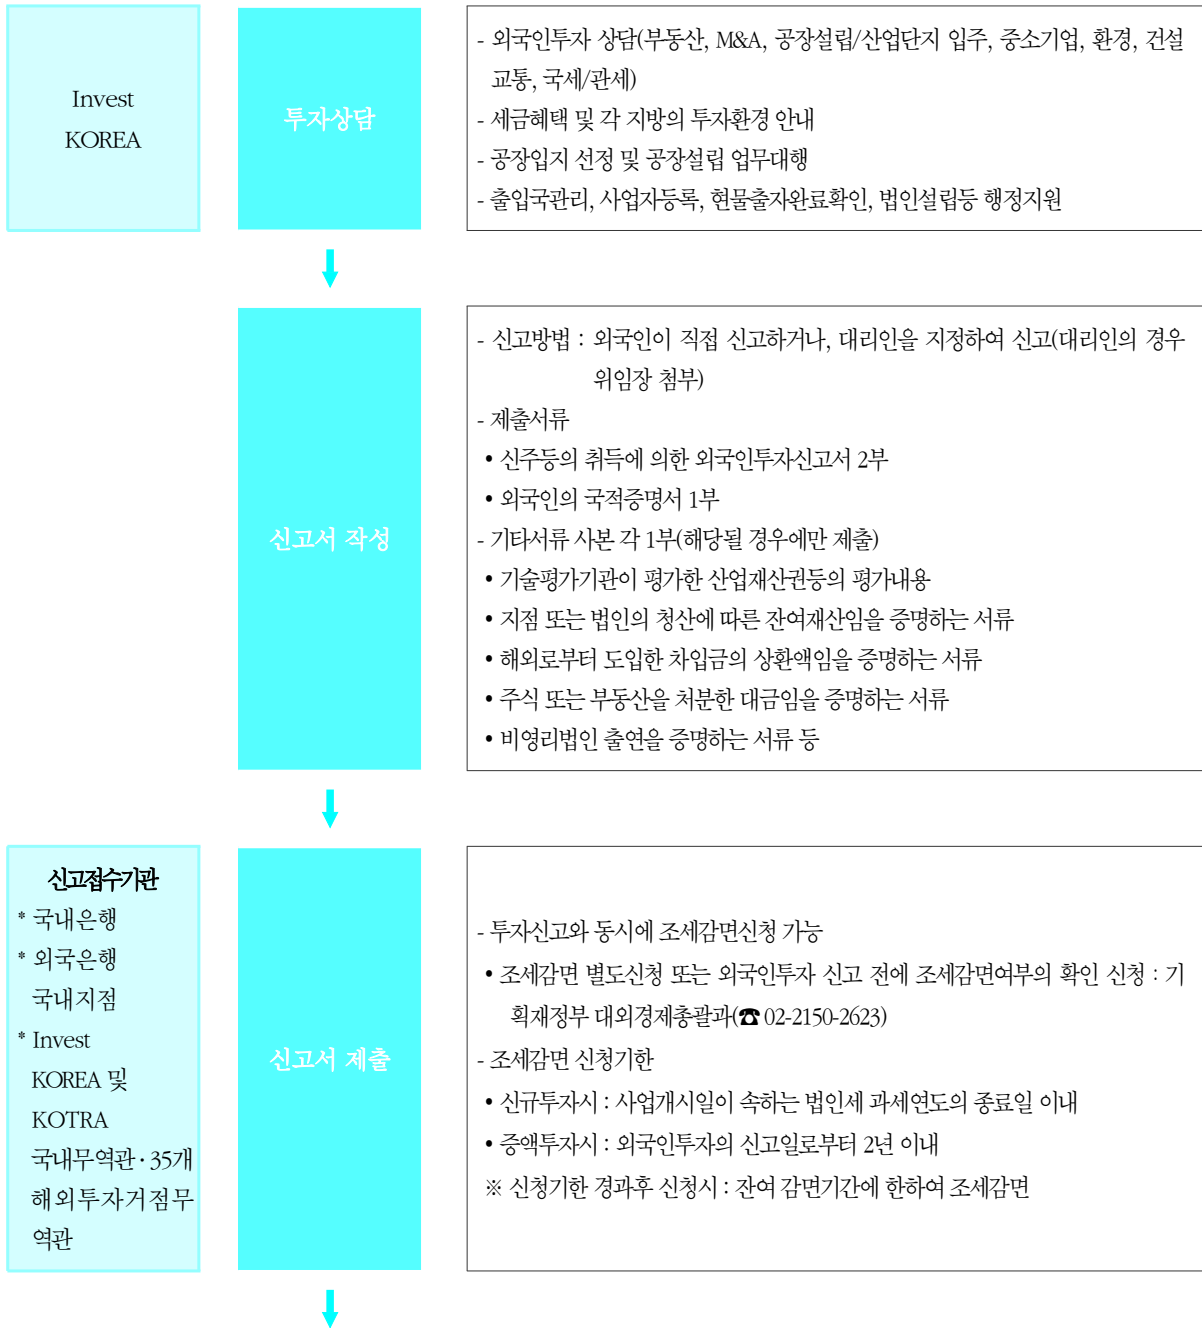 Invest
KOREA
투자상담
- 외국인투자 상담(부동산, M&A, 공장설립/산업단지 입주, 중소기업, 환경, 건설
교통, 국세/관세)
- 세금혜택 및 각 지방의 투자환경 안내
- 공장입지 선정 및 공장설립 업무대행
- 출입국관리, 사업자등록, 현물출자완료확인, 법인설립등 행정지원
신고서 작성
- 신고방법 : 외국인이 직접 신고하거나, 대리인을 지정하여 신고(대리인의 경우
위임장 첨부)
- 제출서류
• 신주등의 취득에 의한 외국인투자신고서 2부
• 외국인의 국적증명서 1부
- 기타서류 사본 각 1부(해당될 경우에만 제출)
• 기술평가기관이 평가한 산업재산권등의 평가내용
• 지점 또는 법인의 청산에 따른 잔여재산임을 증명하는 서류
• 해외로부터 도입한 차입금의 상환액임을 증명하는 서류
• 주식 또는 부동산을 처분한 대금임을 증명하는 서류
• 비영리법인 출연을 증명하는 서류 등
신고접수기관
* 국내은행
* 외국은행
국내지점
* Invest
KOREA 및
KOTRA
국내무역관·35개
해외투자거점무
역관
신고서 제출
- 투자신고와 동시에 조세감면신청 가능
• 조세감면 별도신청 또는 외국인투자 신고 전에 조세감면여부의 확인 신청 : 기
획재정부 대외경제총괄과(☎ 02-2150-2623)
- 조세감면 신청기한
• 신규투자시 : 사업개시일이 속하는 법인세 과세연도의 종료일 이내
• 증액투자시 : 외국인투자의 신고일로부터 2년 이내
※ 신청기한 경과후 신청시 : 잔여 감면기간에 한하여 조세감면